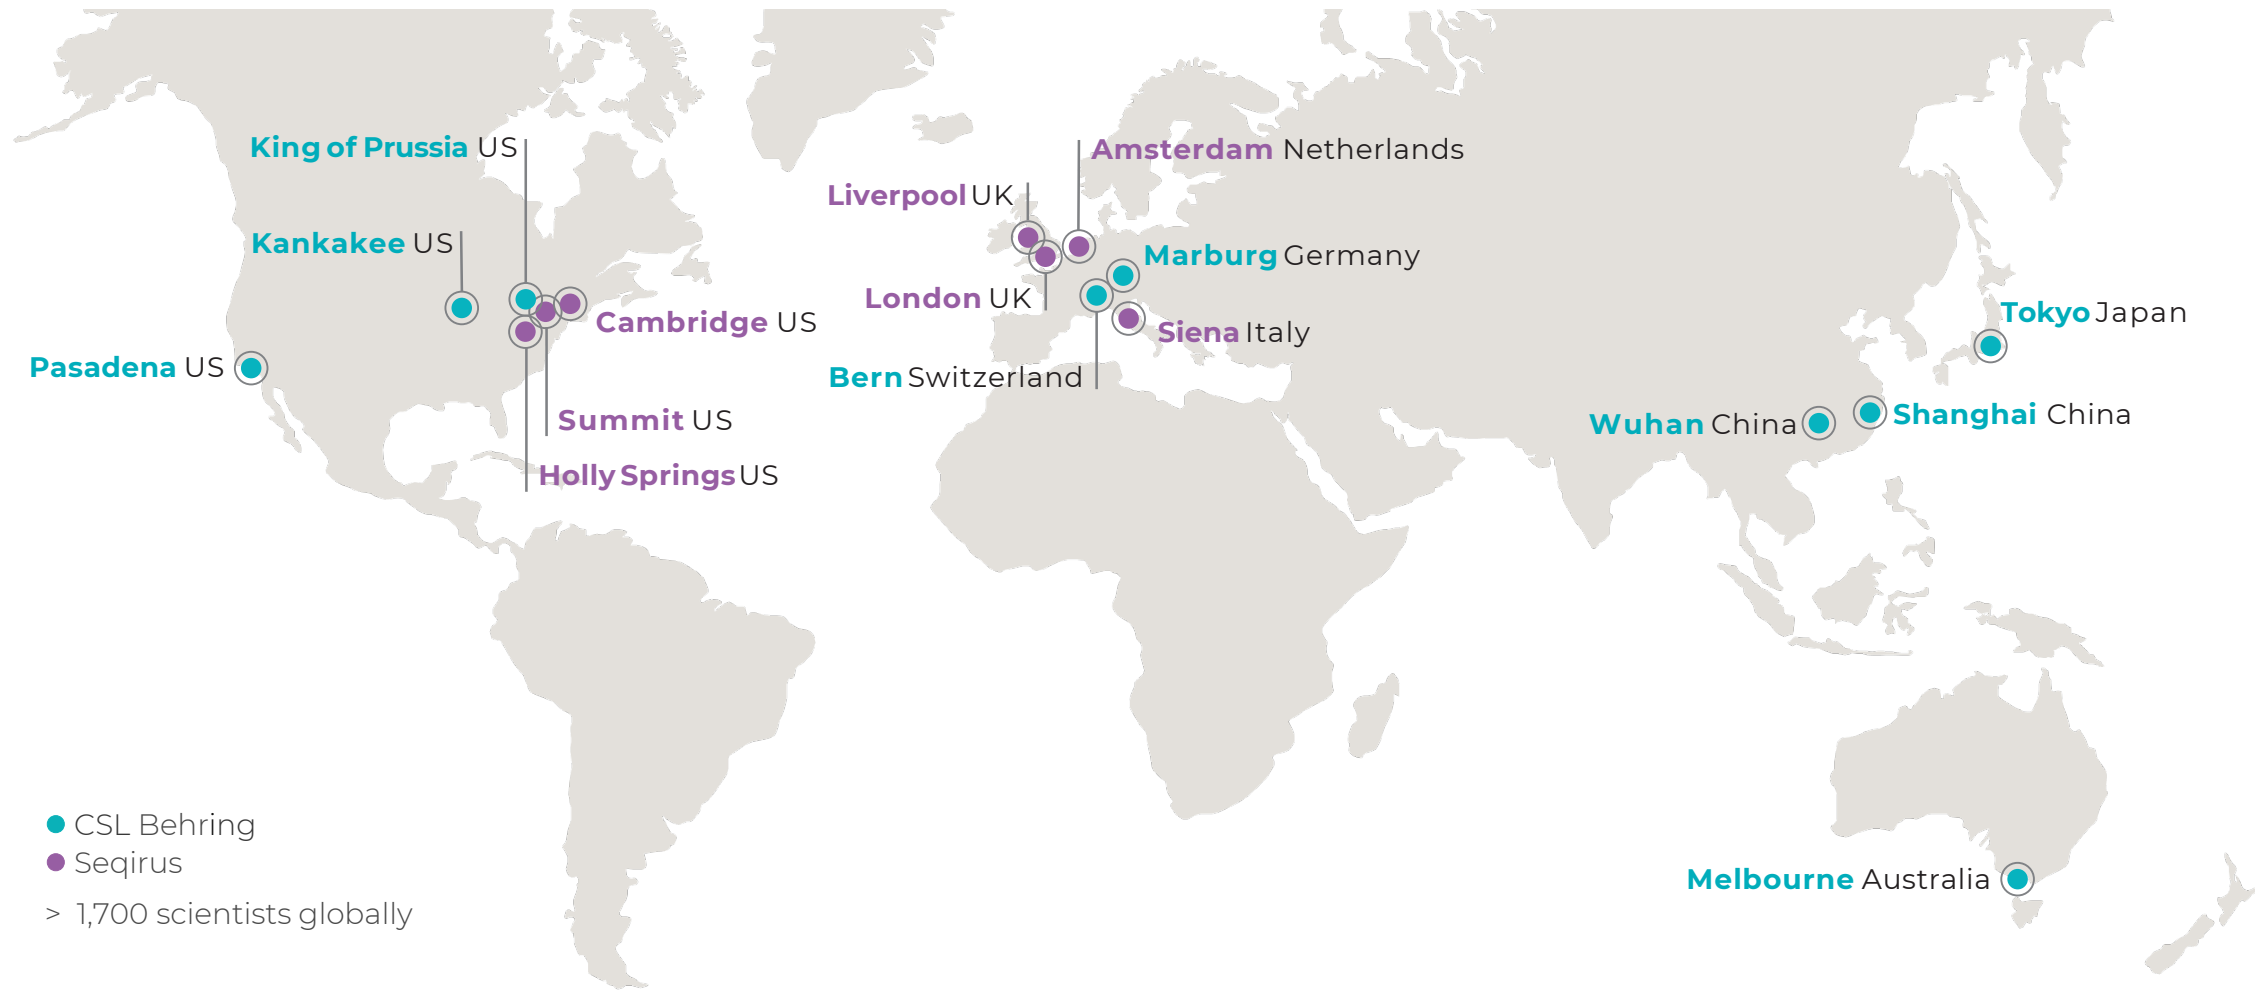 King of Prussia US
Amsterdam Netherlands
Liverpool UK
Kankakee US
Marburg Germany
London UK
Tokyo Japan
Cambridge US
Siena Italy
Pasadena US
Bern Switzerland
Summit US
Wuhan China
Shanghai China
Holly Springs US
CSL Behring
Seqirus
Melbourne Australia
> 1,700 scientists globally